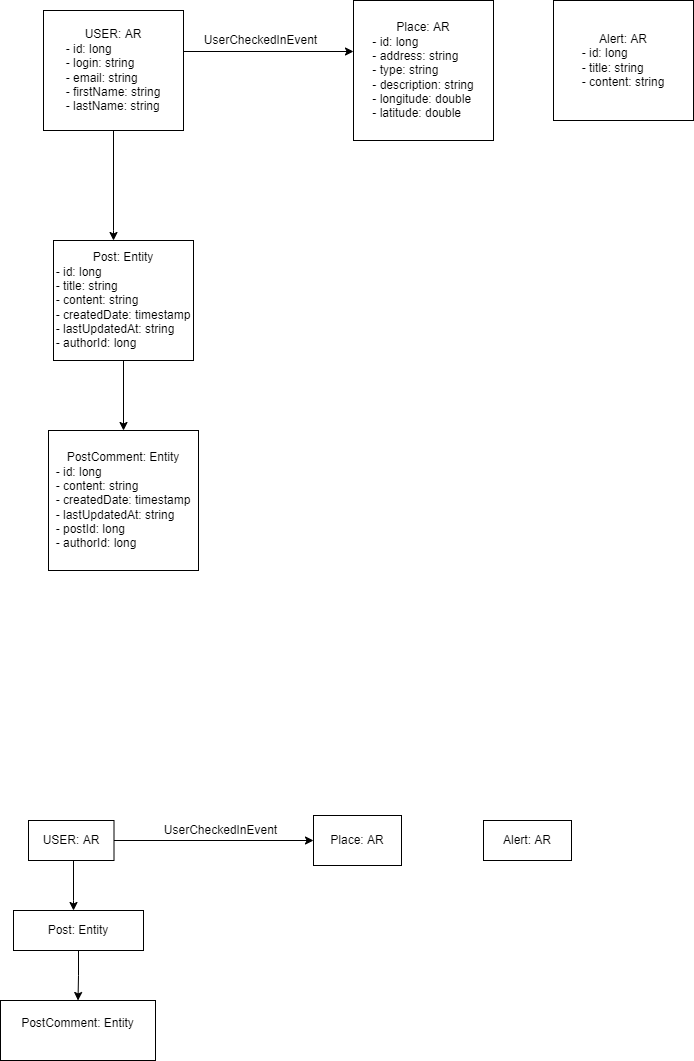 USER: AR
- id: long
- login: string
- email: string
- firstName: string
- lastName: string
UserCheckedInEvent
Place: AR
- id: long
- address: string
- type: string
- description: string
- longitude: double
- latitude: double
Alert: AR
- id: long
- title: string
- content: string
Post: Entity
- id: long
- title: string
- content: string
- createdDate: timestamp
- lastUpdatedAt: string
- authorId: long
PostComment: Entity
- id: long
- content: string
- createdDate: timestamp
- lastUpdatedAt: string
- postId: long
- authorId: long
USER: AR
UserCheckedInEvent
Place: AR
Alert: AR
Post: Entity
PostComment: Entity